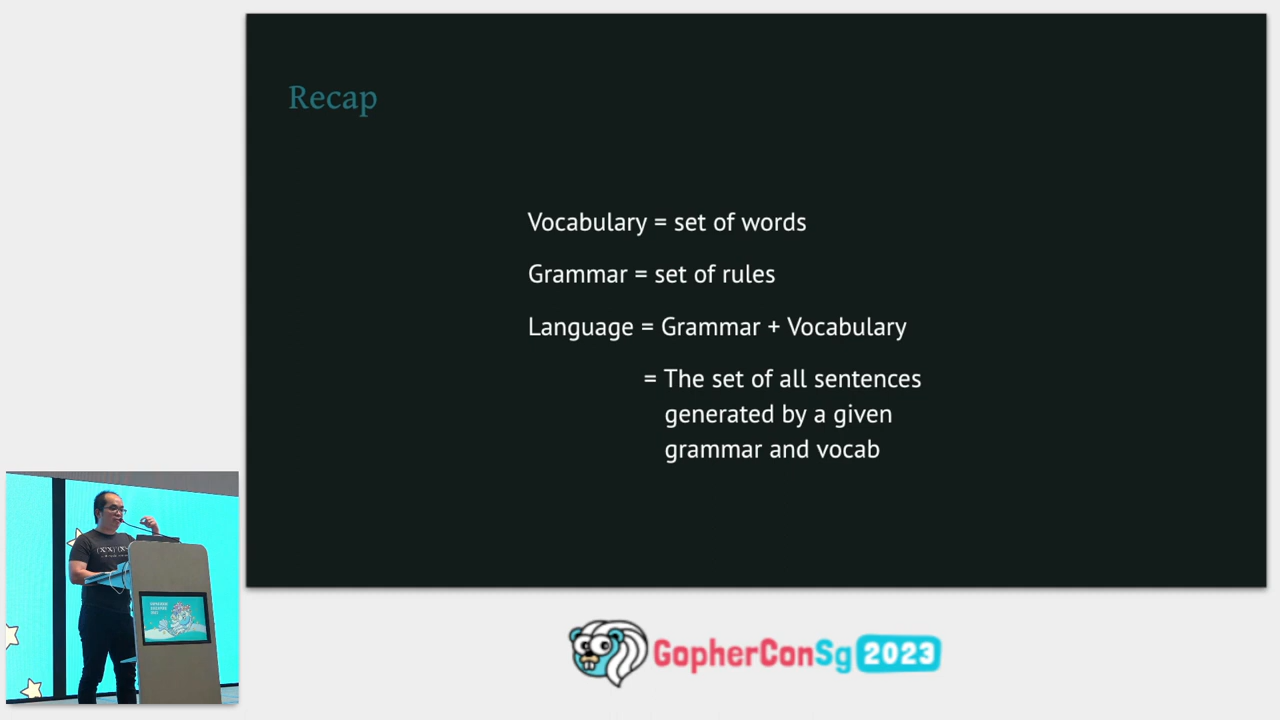 Recap
Vocabulary = set of words
Grammar = set of rules
Language = Grammar + Vocabulary
= The set of all sentences
generated by a given
grammar and vocab
GopherConSg 2023